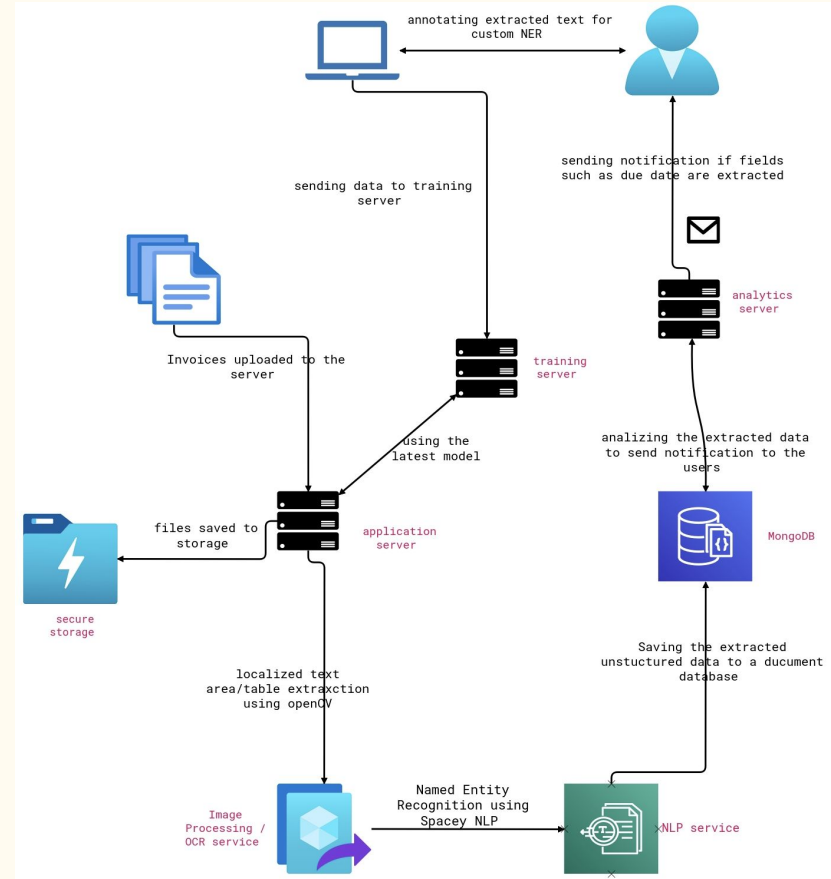 annotating extracted text for
custom NER
sending notification if fields
such as due date are extracted
sending data to training
server
analytics
server
Invoices uploaded to the
server
training
server
using the
latest model
analizing the extracted data
to send notification to the
users
files saved to
storage
application
server
MongoDB
secure
storage
Saving the extracted
unstuctured data to a ducument
database
localized text
area/table extraxction
using openCV
Named Entity
Recognition using
Spacey NLP
Image
Processing /
OCR service
NLP service